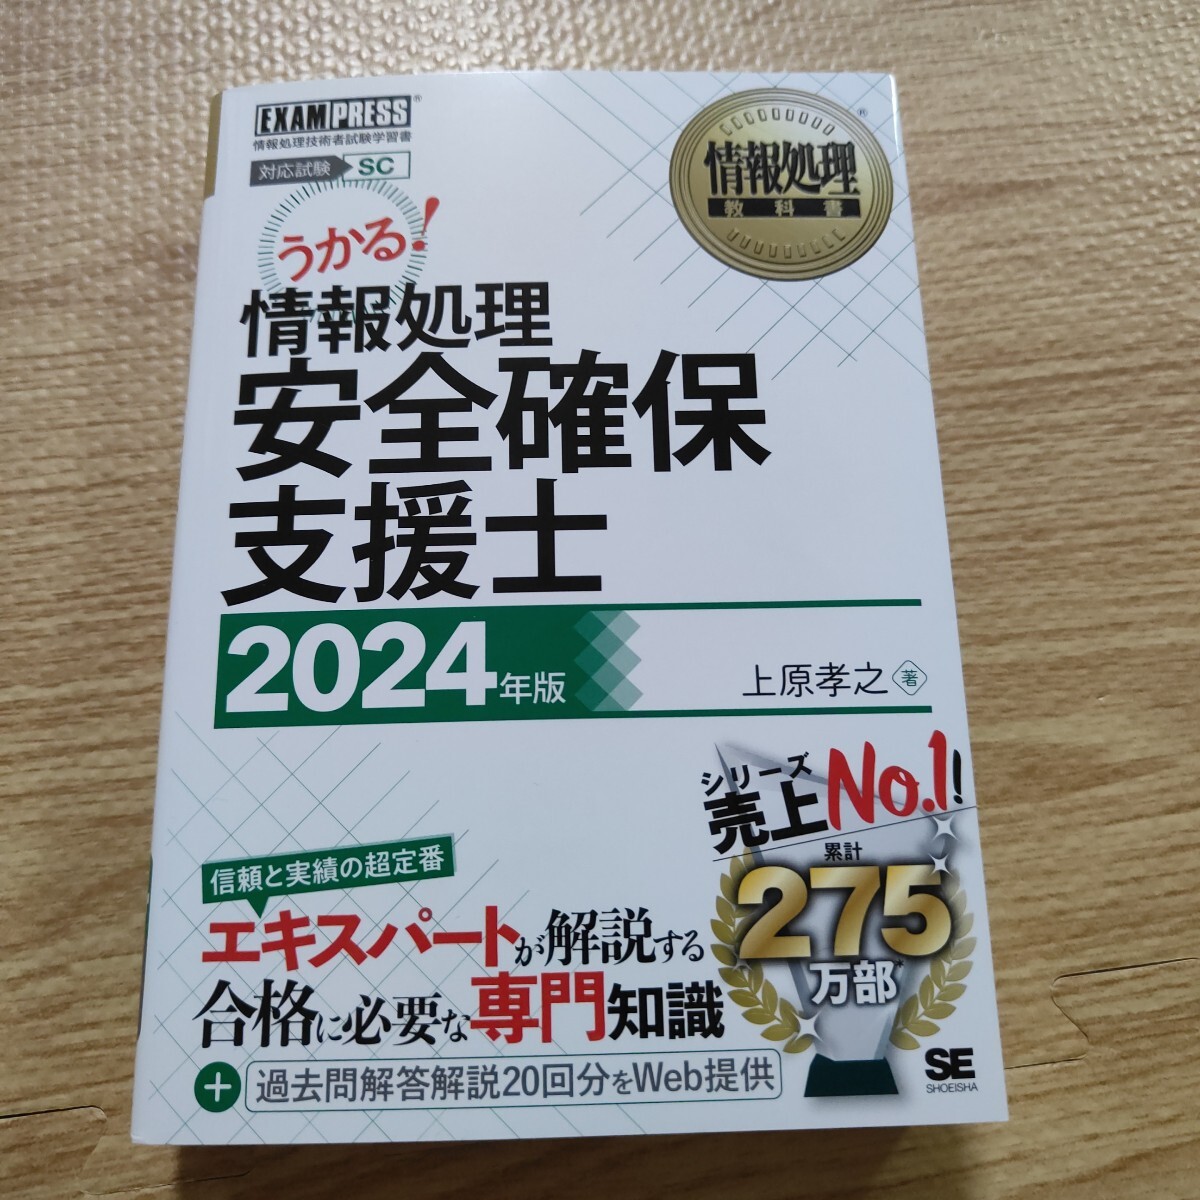 EXAMPRESS®
情報処理技術者試験学習書
対応試験 SC
情報処理®
教科書
うかる!
情報処理
安全確保
支援士
2024年版
上原孝之 著
シリーズ
売上No.1!
累計
275
万部*
信頼と実績の超定番
エキスパートが解説する
合格に必要な専門知識
+ 過去問解答解説20回分をWeb提供
SE
SHOEISHA